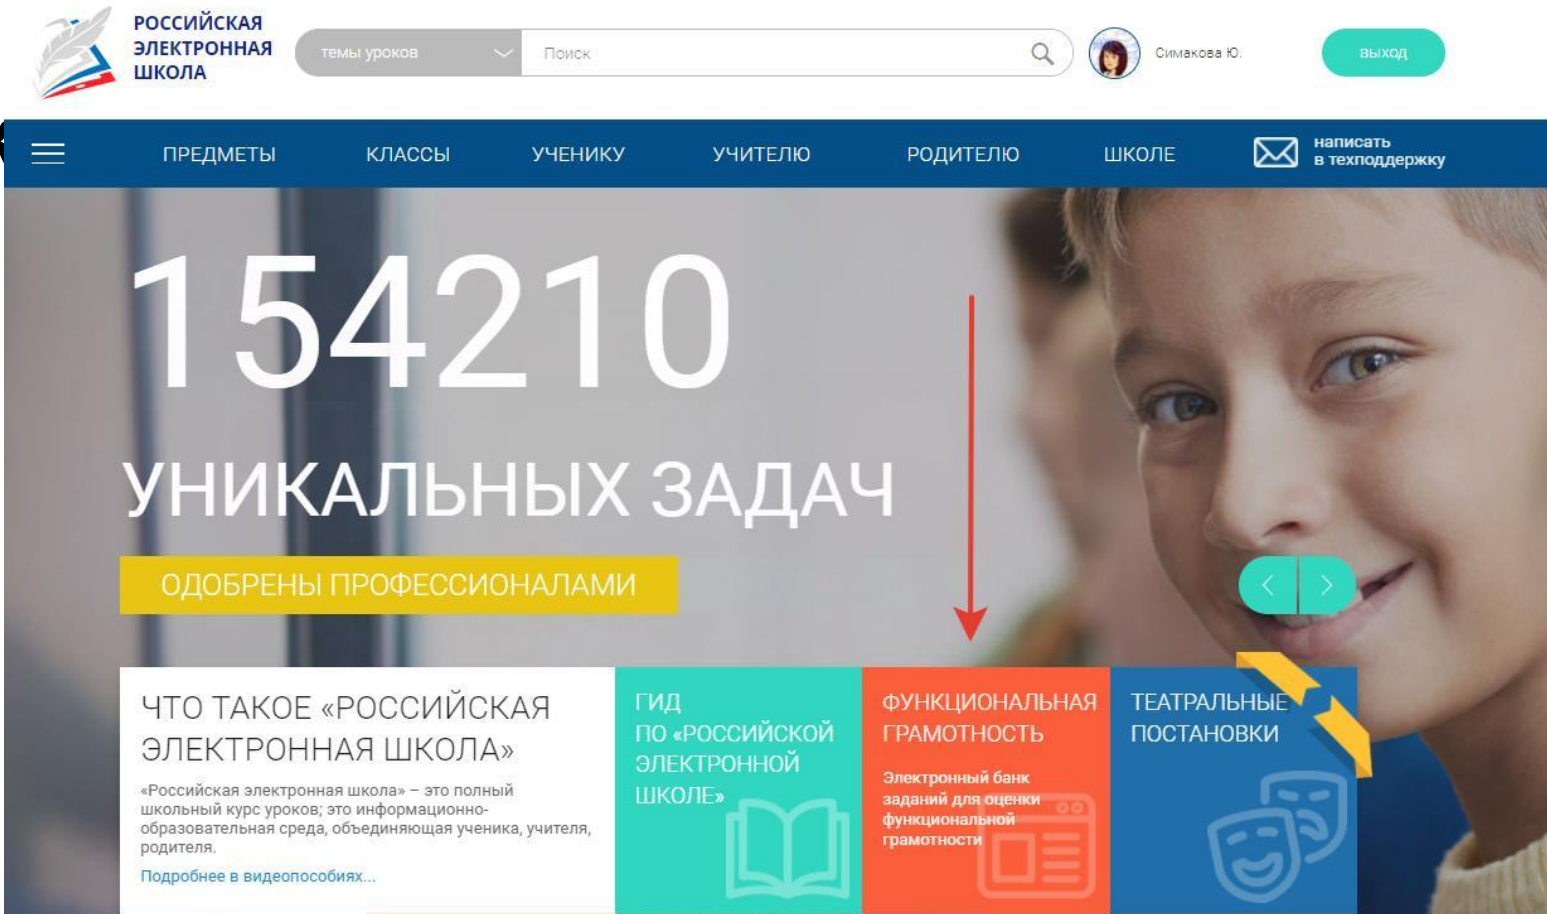 РОССИЙСКАЯ
ЭЛЕКТРОННАЯ
ШКОЛА
темы уроков
Поиск
Симакова Ю.
выход
ПРЕДМЕТЫ
КЛАССЫ
УЧЕНИКУ
УЧИТЕЛЮ
РОДИТЕЛЮ
ШКОЛЕ
написать
в техподдержку
154210
УНИКАЛЬНЫХ ЗАДАЧ
ОДОБРЕНЫ ПРОФЕССИОНАЛАМИ
ЧТО ТАКОЕ «РОССИЙСКАЯ
ЭЛЕКТРОННАЯ ШКОЛА»
«Российская электронная школа» – это полный
школьный курс уроков; это информационно-
образовательная среда, объединяющая ученика, учителя,
родителя.
Подробнее в видеопособиях...
ГИД
ПО «РОССИЙСКОЙ
ЭЛЕКТРОННОЙ
ШКОЛЕ»
ФУНКЦИОНАЛЬНАЯ
ГРАМОТНОСТЬ
Электронный банк
заданий для оценки
функциональной
грамотности
ТЕАТРАЛЬНЫЕ
ПОСТАНОВКИ